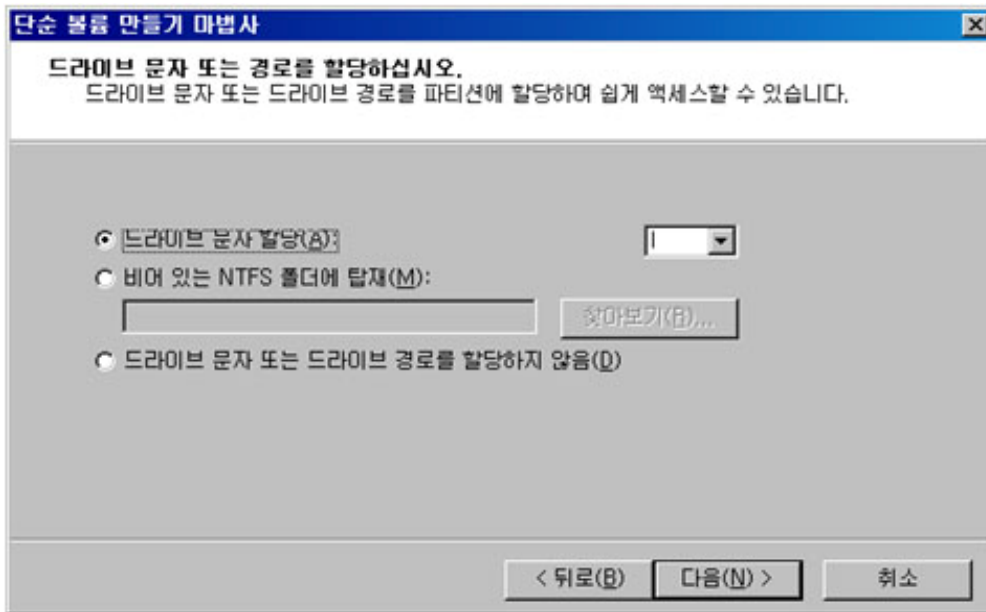 단순 볼륨 만들기 마법사
드라이브 문자 또는 경로를 할당하십시오.
드라이브 문자 또는 드라이브 경로를 파티션에 할당하여 쉽게 액세스할 수 있습니다.
드라이브 문자 할당(A): I
비어 있는 NTFS 폴더에 탑재(M):
찾아보기(R)...
드라이브 문자 또는 드라이브 경로를 할당하지 않음(D)
< 뒤로(B) 다음(N) > 취소